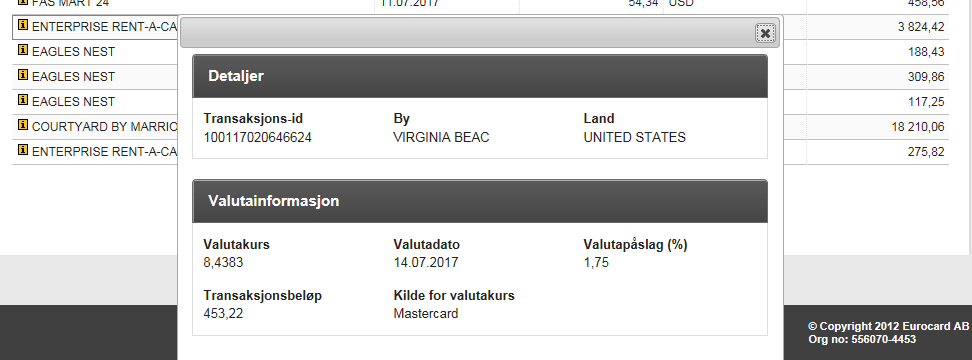 FAS MART 24 11.07.2017 54,34 USD 458,56
ENTERPRISE RENT-A-CA 3 824,42
EAGLES NEST 188,43
EAGLES NEST 309,86
EAGLES NEST 117,25
COURTYARD BY MARRIO 18 210,06
ENTERPRISE RENT-A-CA 275,82
Detaljer
Transaksjons-id By Land
100117020646624 VIRGINIA BEAC UNITED STATES
Valutainformasjon
Valutakurs Valutadato Valutapåslag (%)
8,4383 14.07.2017 1,75
Transaksjonsbeløp Kilde for valutakurs
453,22 Mastercard
© Copyright 2012 Eurocard AB
Org no: 556070-4453